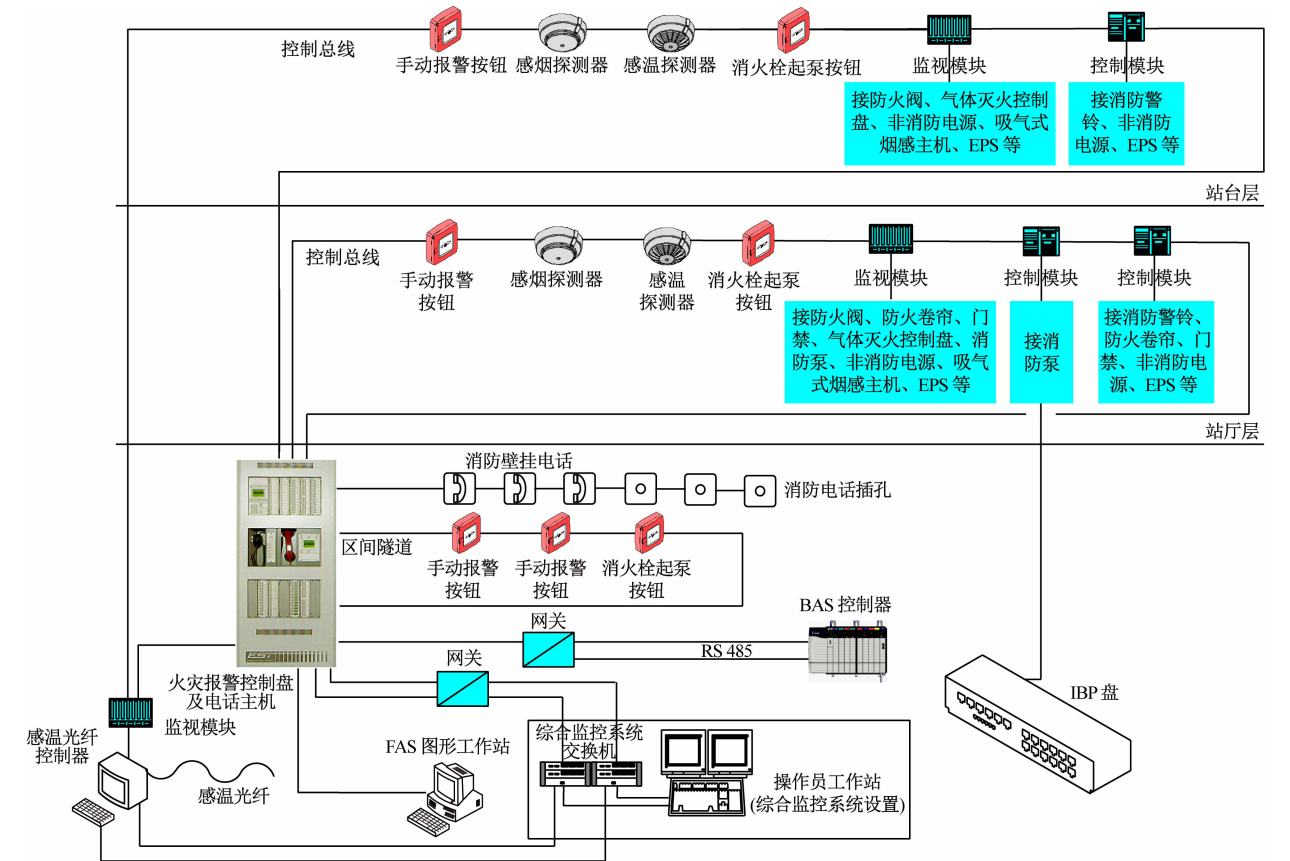 控制总线
手动报警按钮
感烟探测器
感温探测器
消火栓起泵按钮
监视模块
控制模块
接防火阀、气体灭火控制
盘、非消防电源、吸气式
烟感主机、EPS 等
接消防警
铃、非消防
电源、EPS 等
站台层
控制总线
手动报警
按钮
感烟探测器
感温
探测器
消火栓起泵
按钮
监视模块
控制模块
控制模块
接防火阀、防火卷帘、门
禁、气体灭火控制盘、消
防泵、非消防电源、吸气
式烟感主机、EPS 等
接消
防泵
接消防警铃、
防火卷帘、门
禁、非消防电
源、EPS 等
站厅层
消防壁挂电话
消防电话插孔
区间隧道
手动报警
按钮
手动报警
按钮
消火栓起泵
按钮
网关
RS 485
BAS 控制器
网关
火灾报警控制盘
及电话主机
监视模块
IBP 盘
感温光纤
控制器
感温光纤
FAS 图形工作站
综合监控系统
交换机
操作员工作站
(综合监控系统设置)